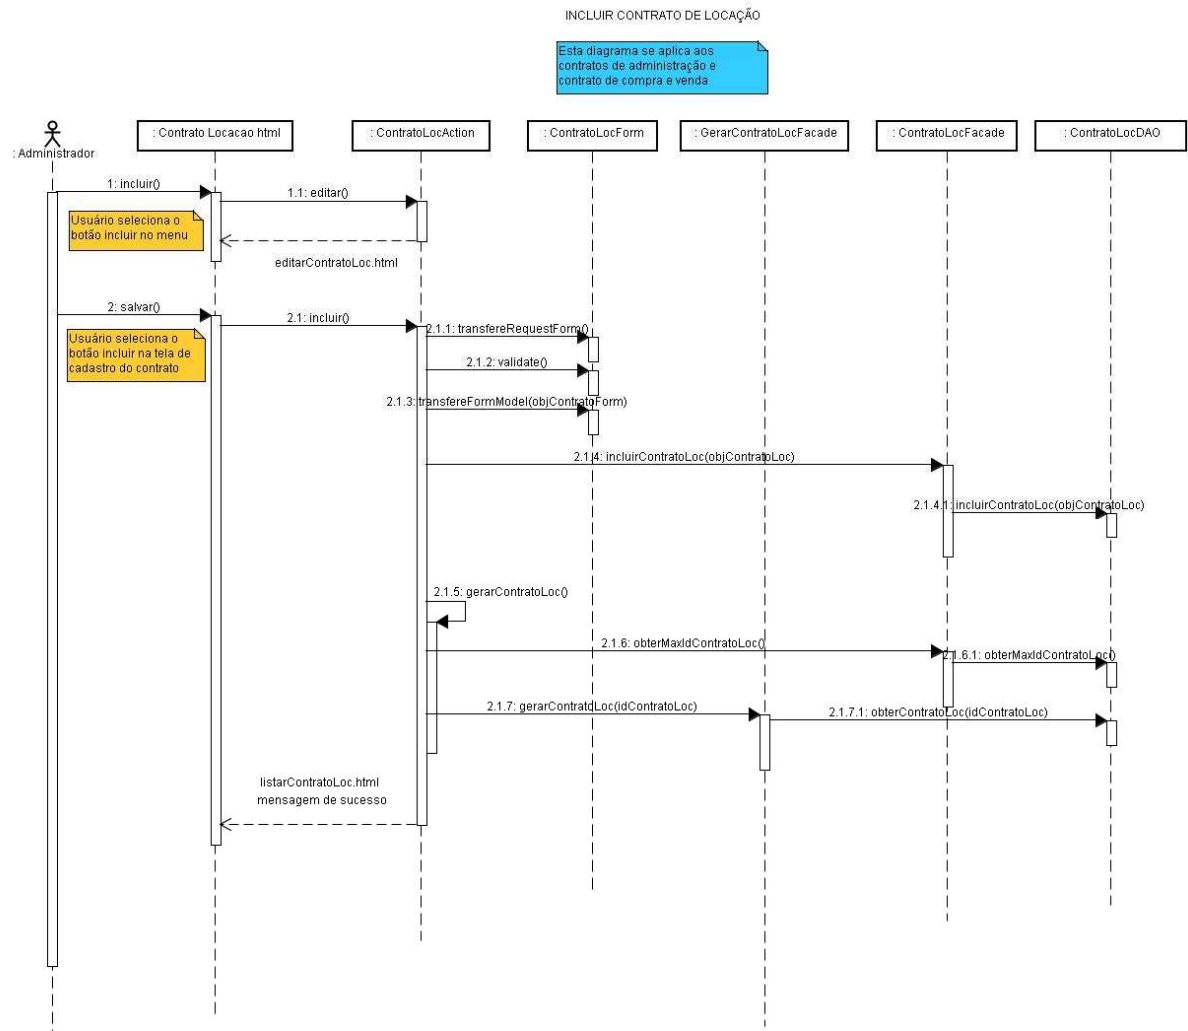 INCLUIR CONTRATO DE LOCAÇÃO
Esta diagrama se aplica aos
contratos de administração e
contrato de compra e venda
: Administrador
: Contrato Locacao html
: ContratoLocAction
: ContratoLocForm
: GerarContratoLocFacade
: ContratoLocFacade
: ContratoLocDAO
1: incluir()
1.1: editar()
Usuário seleciona o
botão incluir no menu
editarContratoLoc.html
2: salvar()
2.1: incluir()
2.1.1: transfereRequestForm()
Usuário seleciona o
botão incluir na tela de
cadastro do contrato
2.1.2: validate()
2.1.3: transfereFormModel(objContratoForm)
2.1.4: incluirContratoLoc(objContratoLoc)
2.1.4.1: incluirContratoLoc(objContratoLoc)
2.1.5: gerarContratoLoc()
2.1.6: obterMaxIdContratoLoc()
2.1.6.1: obterMaxIdContratoLoc()
2.1.7: gerarContratoLoc(idContratoLoc)
2.1.7.1: obterContratoLoc(idContratoLoc)
listarContratoLoc.html
mensagem de sucesso